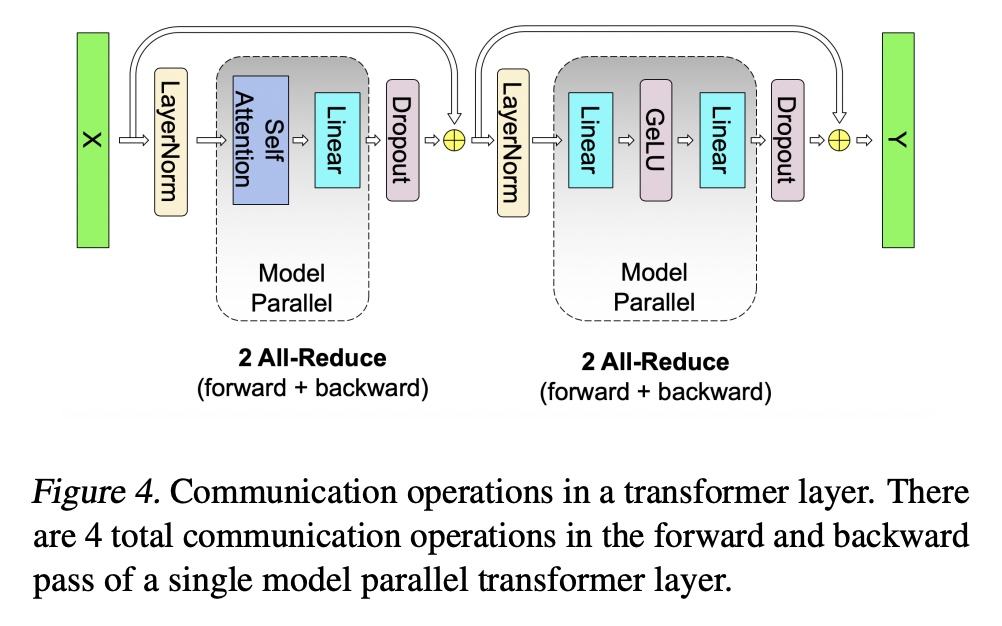 X
LayerNorm
Self
Attention
Linear
Dropout
LayerNorm
Linear
GeLU
Linear
Dropout
Y
Model
Parallel
Model
Parallel
2 All-Reduce
(forward + backward)
2 All-Reduce
(forward + backward)
Figure 4. Communication operations in a transformer layer. There
are 4 total communication operations in the forward and backward
pass of a single model parallel transformer layer.